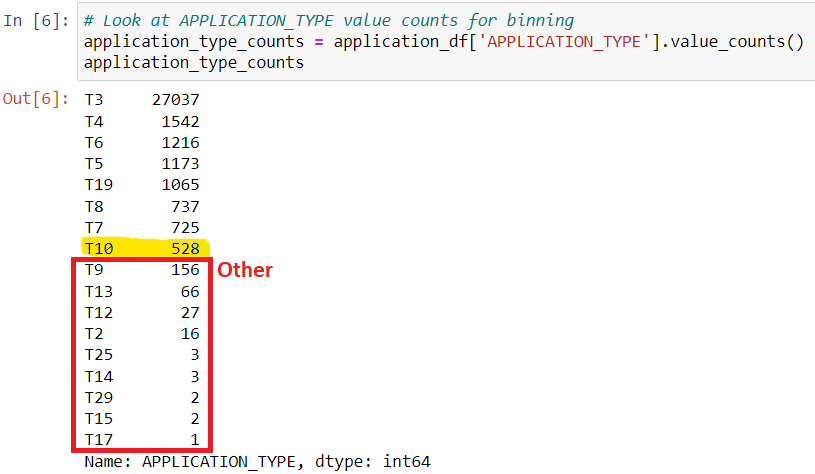 In [6]: # Look at APPLICATION_TYPE value counts for binning
application_type_counts = application_df['APPLICATION_TYPE'].value_counts()
application_type_counts
Out[6]: T3 27037
T4 1542
T6 1216
T5 1173
T19 1065
T8 737
T7 725
T10 528
T9 156 Other
T13 66
T12 27
T2 16
T25 3
T14 3
T29 2
T15 2
T17 1
Name: APPLICATION_TYPE, dtype: int64